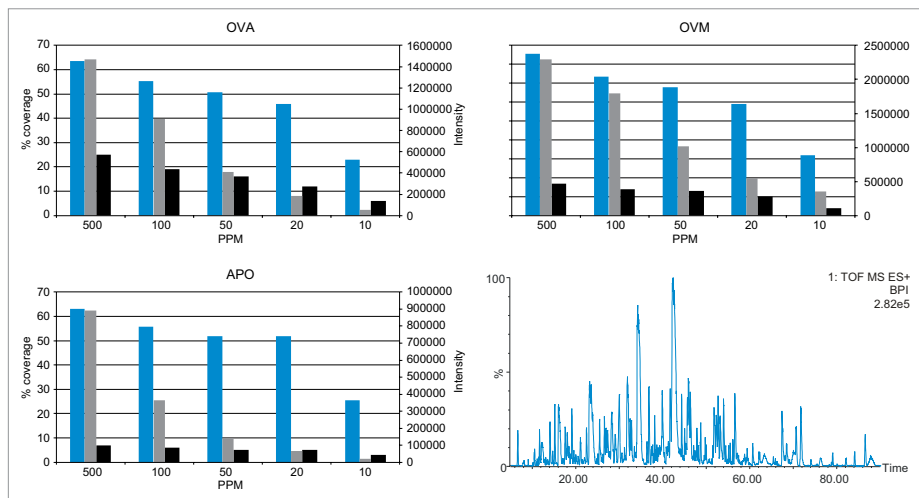 OVA
70
60
50
40
30
20
10
0
% coverage
1600000
1400000
1200000
1000000
800000
600000
400000
200000
0
Intensity
500 100 50 20 10
PPM
OVM
2500000
2000000
1500000
1000000
500000
0
500 100 50 20 10
PPM
APO
70
60
50
40
30
20
10
0
% coverage
1000000
900000
800000
700000
600000
500000
400000
300000
200000
100000
0
Intensity
500 100 50 20 10
PPM
1: TOF MS ES+
BPI
2.82e5
100
%
0
20.00 40.00 60.00 80.00
Time